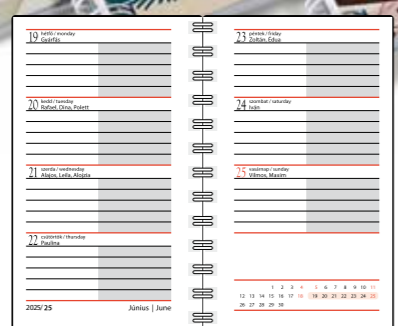 19 hétfő / monday
Gyárfás
20 kedd / tuesday
Rafael, Dina, Polett
21 szerda / wednesday
Alajos, Leila, Alojzta
22 csütörtök / thursday
Paulina
2025/ 25
Június | June
23 péntek / friday
Zoltán, Édua
24 szombat / saturday
Iván
25 vasárnap / sunday
Vilmos, Maxim
1 2 3 4 5 6 7 8 9 10 11
12 13 14 15 16 17 18 19 20 21 22 23 24 25
26 27 28 29 30